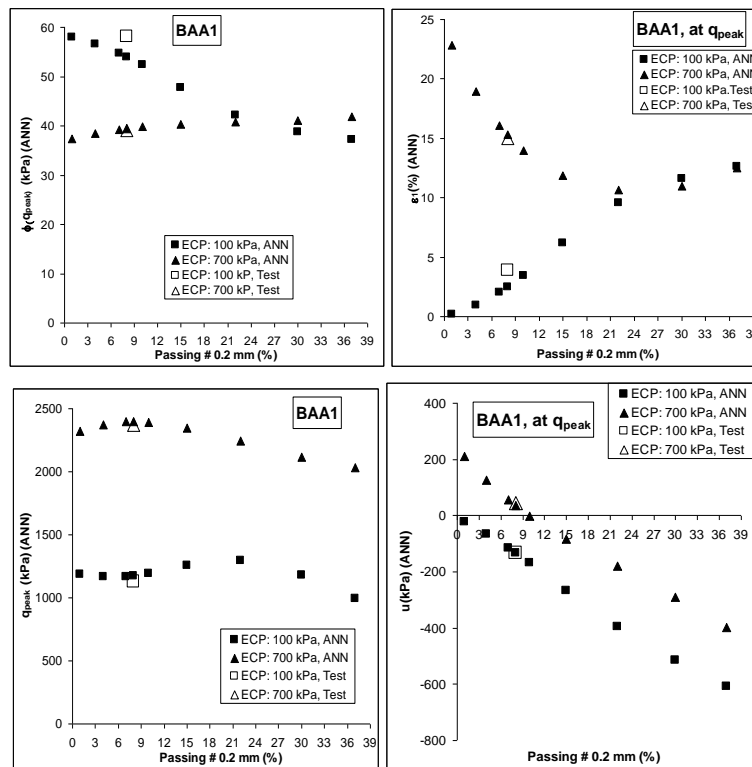 BAA1
ϕ(qpeak) (kPa) (ANN)
70
60
50
40
30
20
10
0
ECP: 100 kPa, ANN
ECP: 700 kPa, ANN
ECP: 100 kP, Test
ECP: 700 kP, Test
0 3 6 9 12 15 18 21 24 27 30 33 36 39
Passing # 0.2 mm (%)
BAA1, at qpeak
ε1(%) (ANN)
25
20
15
10
5
0
ECP: 100 kPa, ANN
ECP: 700 kPa, ANN
ECP: 100 kPa.Test
ECP: 700 kPa, Test
0 3 6 9 12 15 18 21 24 27 30 33 36 39
Passing # 0.2 mm (%)
BAA1
qpeak (kPa) (ANN)
2500
2000
1500
1000
500
0
ECP: 100 kPa, ANN
ECP: 700 kPa, ANN
ECP: 100 kPa, Test
ECP: 700 kPa, Test
0 3 6 9 12 15 18 21 24 27 30 33 36 39
Passing # 0.2 mm (%)
BAA1, at qpeak
u(kPa) (ANN)
400
200
0
-200
-400
-600
-800
ECP: 100 kPa, ANN
ECP: 700 kPa, ANN
ECP: 100 kPa, Test
ECP: 700 kPa, Test
0 3 6 9 12 15 18 21 24 27 30 33 36 39
Passing # 0.2 mm (%)